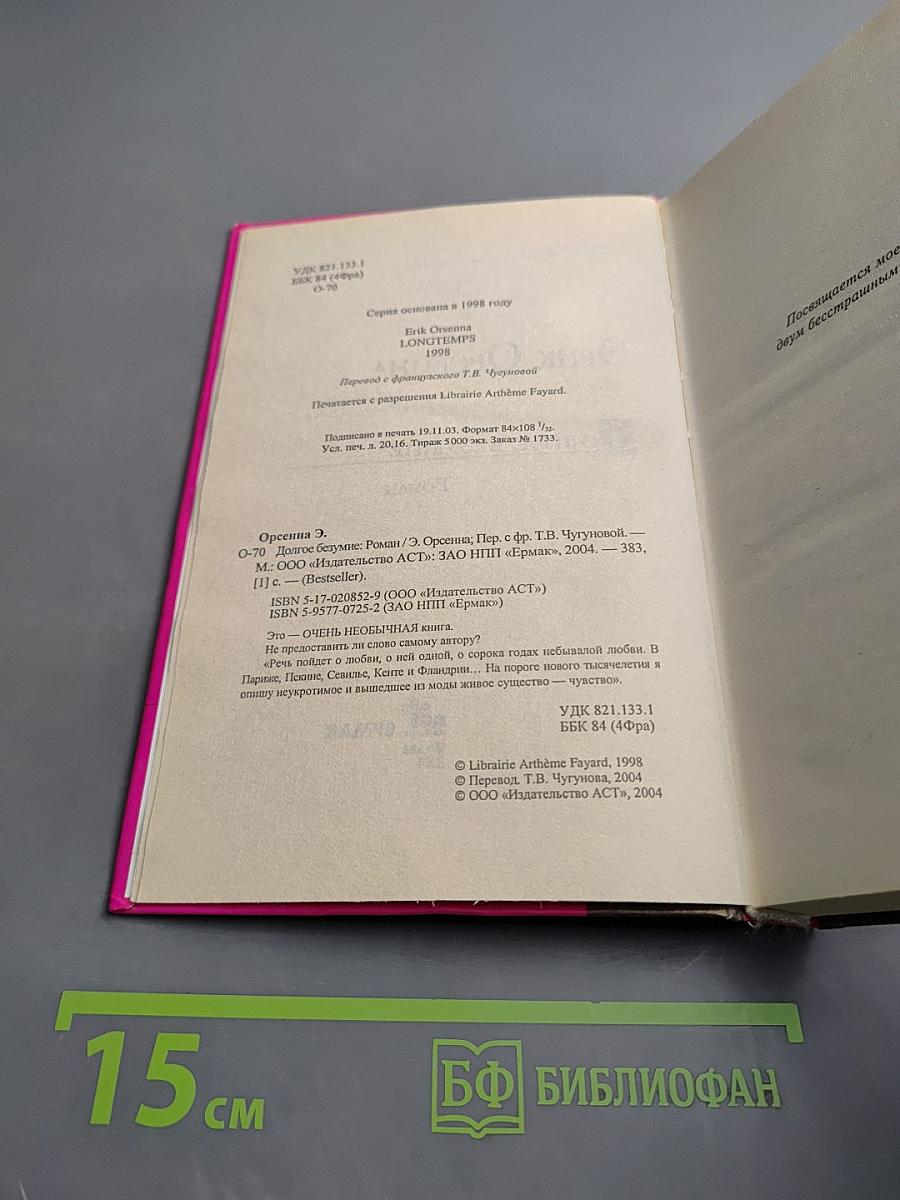 УДК 821.133.1
ББК 84 (4Фра)
О-70
Серия основана в 1998 году
Erik Orsenna
LONGTEMPS
1998
Перевод с французского Т.В. Чугуновой
Печатается с разрешения Librairie Arthème Fayard.
Подписано в печать 19.11.03. Формат 84×108 1/32.
Усл. печ. л. 20,16. Тираж 5 000 экз. Заказ № 1733.
Орсенна Э.
О-70 Долгое безумие: Роман / Э. Орсенна; Пер. с фр. Т.В. Чугуновой. —
М.: ООО «Издательство АСТ»: ЗАО НПП «Ермак», 2004. — 383,
[1] с. — (Bestseller).
ISBN 5-17-020852-9 (ООО «Издательство АСТ»)
ISBN 5-9577-0725-2 (ЗАО НПП «Ермак»)
Это — ОЧЕНЬ НЕОБЫЧНАЯ книга.
Не предоставить ли слово самому автору?
«Речь пойдет о любви, о ней одной, о сорока годах небывалой любви. В
Париже, Пекине, Севилье, Кенте и Фландрии... На пороге нового тысячелетия я
опишу неукротимое и вышедшее из моды живое существо — чувство».
УДК 821.133.1
ББК 84 (4Фра)
© Librairie Arthème Fayard, 1998
© Перевод. Т.В. Чугунова, 2004
© ООО «Издательство АСТ», 2004
Посвящается мое
двум бесстрашным
15 см
БФ БИБЛИОФАН